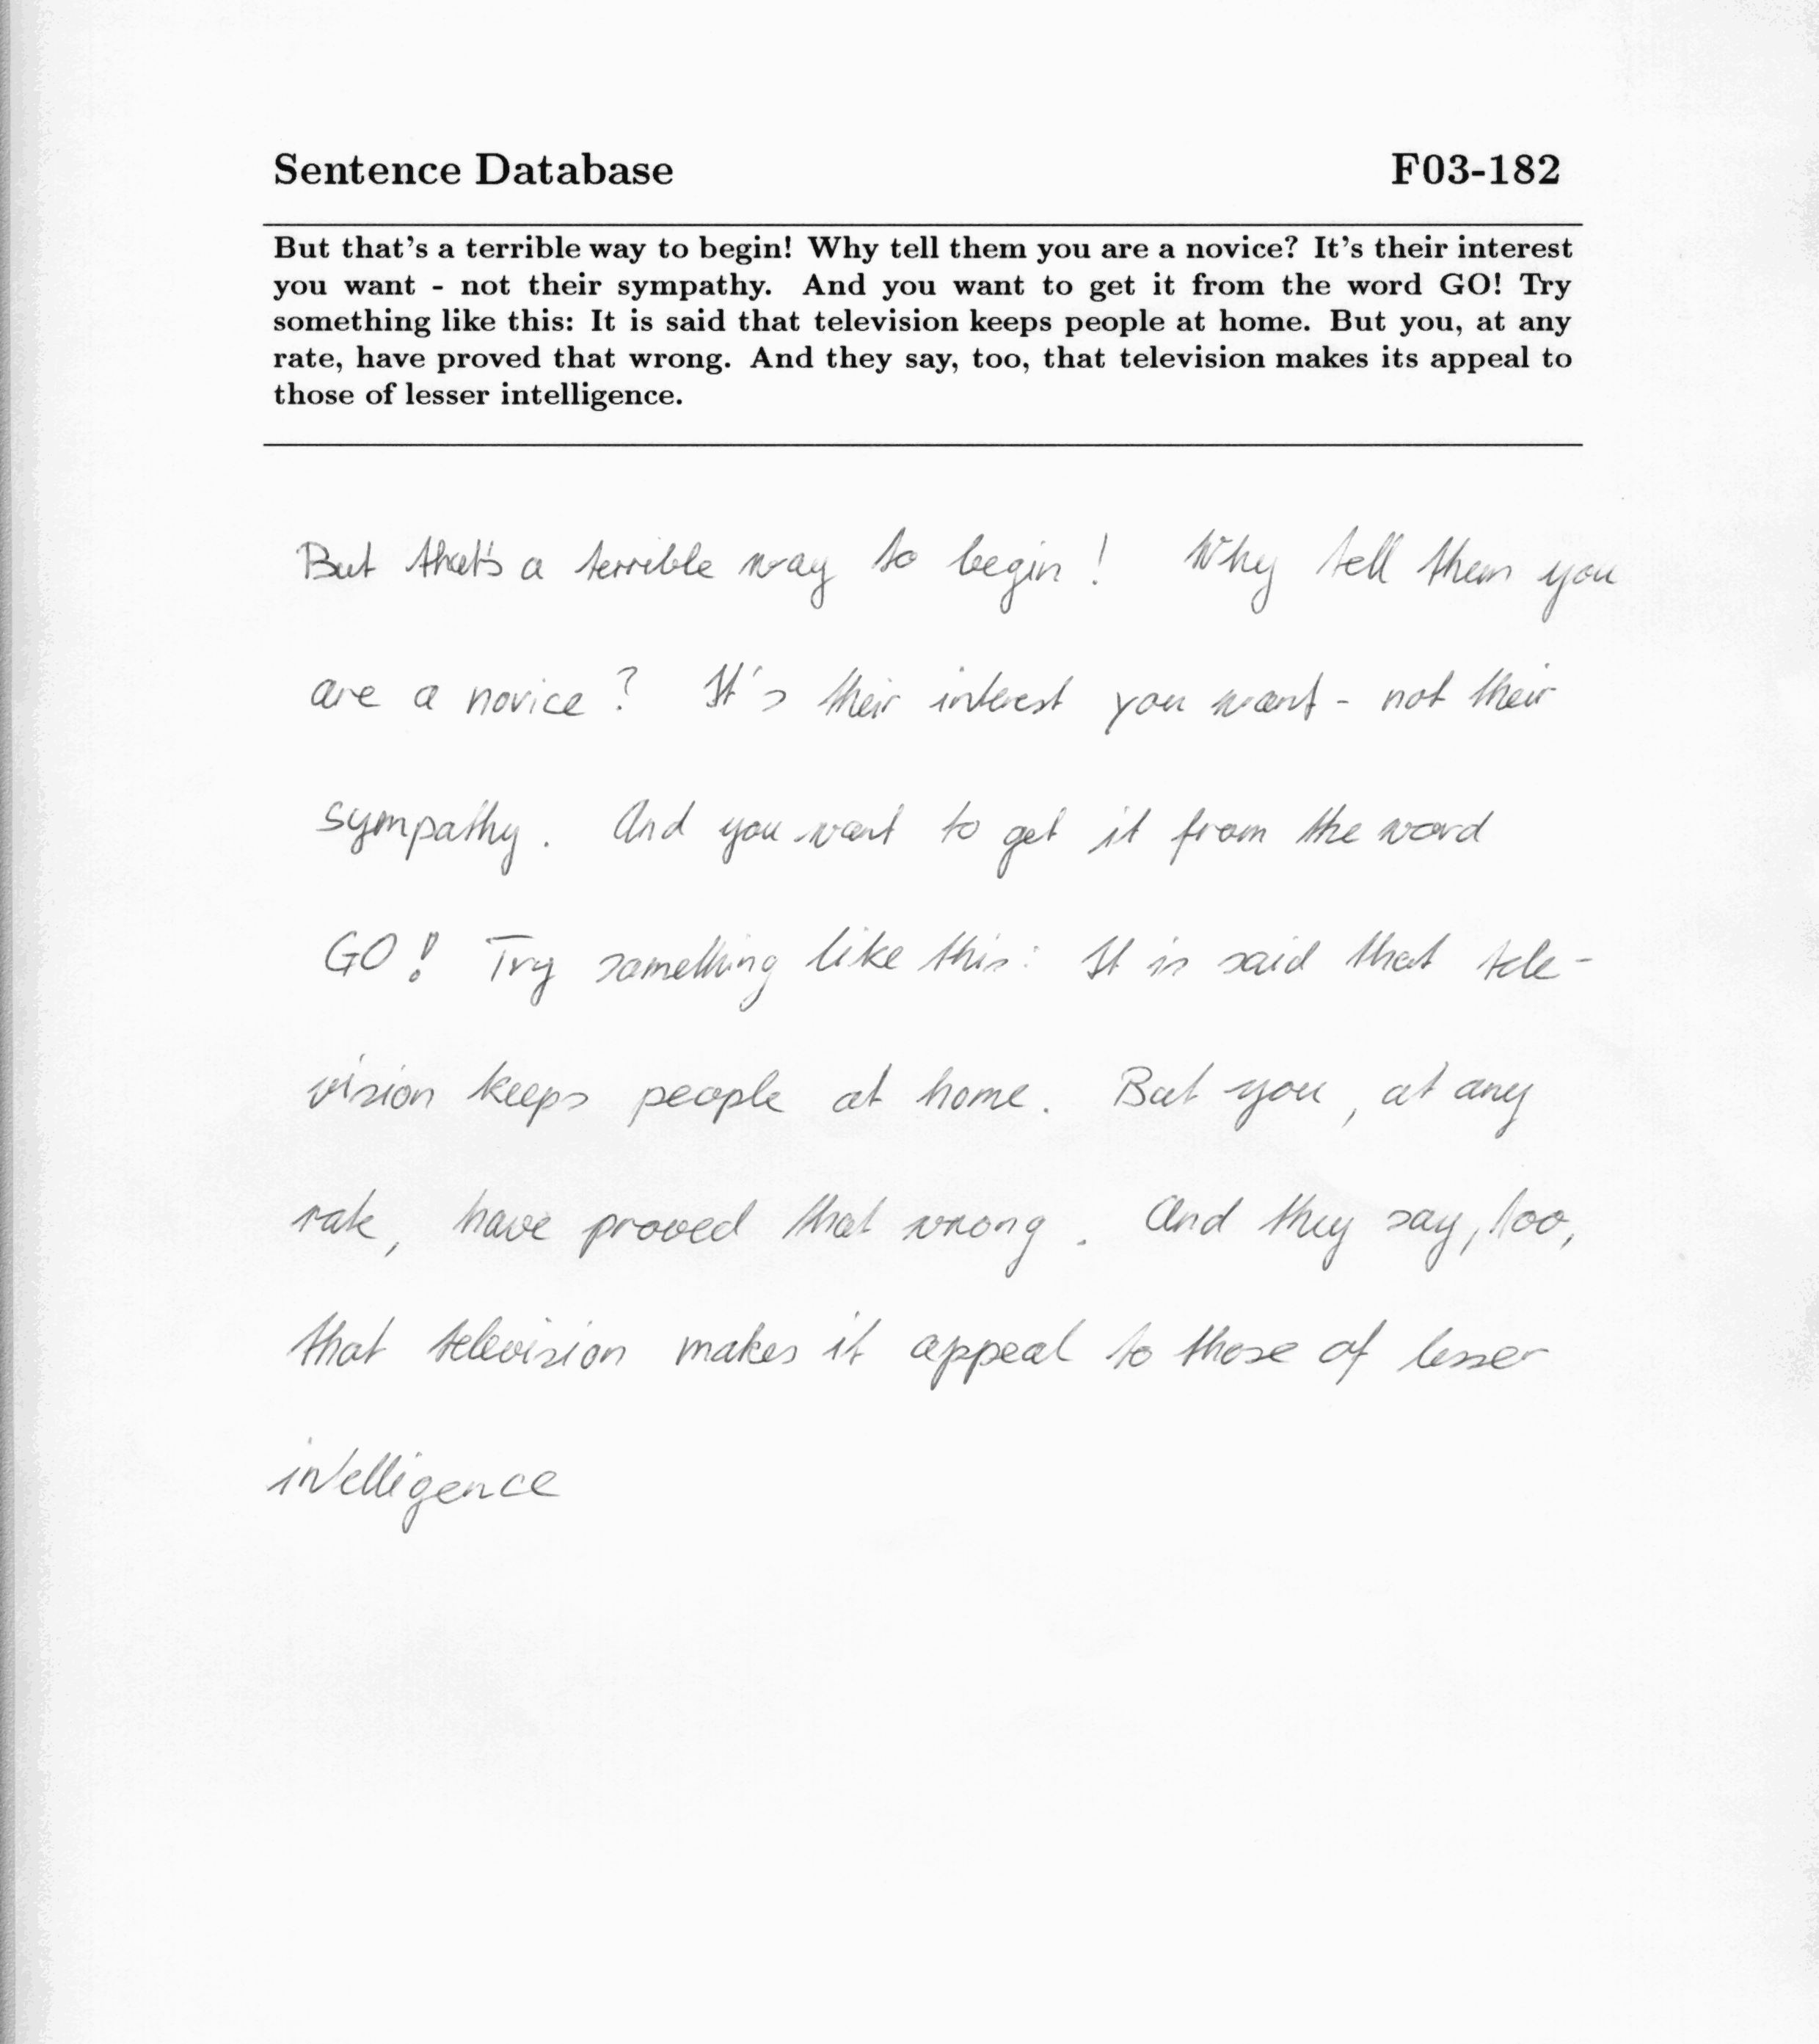 Sentence Database F03-182
But that's a terrible way to begin! Why tell them you are a novice? It's their interest
you want - not their sympathy. And you want to get it from the word GO! Try
something like this: It is said that television keeps people at home. But you, at any
rate, have proved that wrong. And they say, too, that television makes its appeal to
those of lesser intelligence.
But that's a terrible way to begin! Why tell them you
are a novice? It's their interest you want - not their
sympathy. And you want to get it from the word
GO! Try something like this: It is said that tele-
vision keeps people at home. But you, at any
rate, have proved that wrong. And they say, too,
that television makes it appeal to those of lesser
intelligence